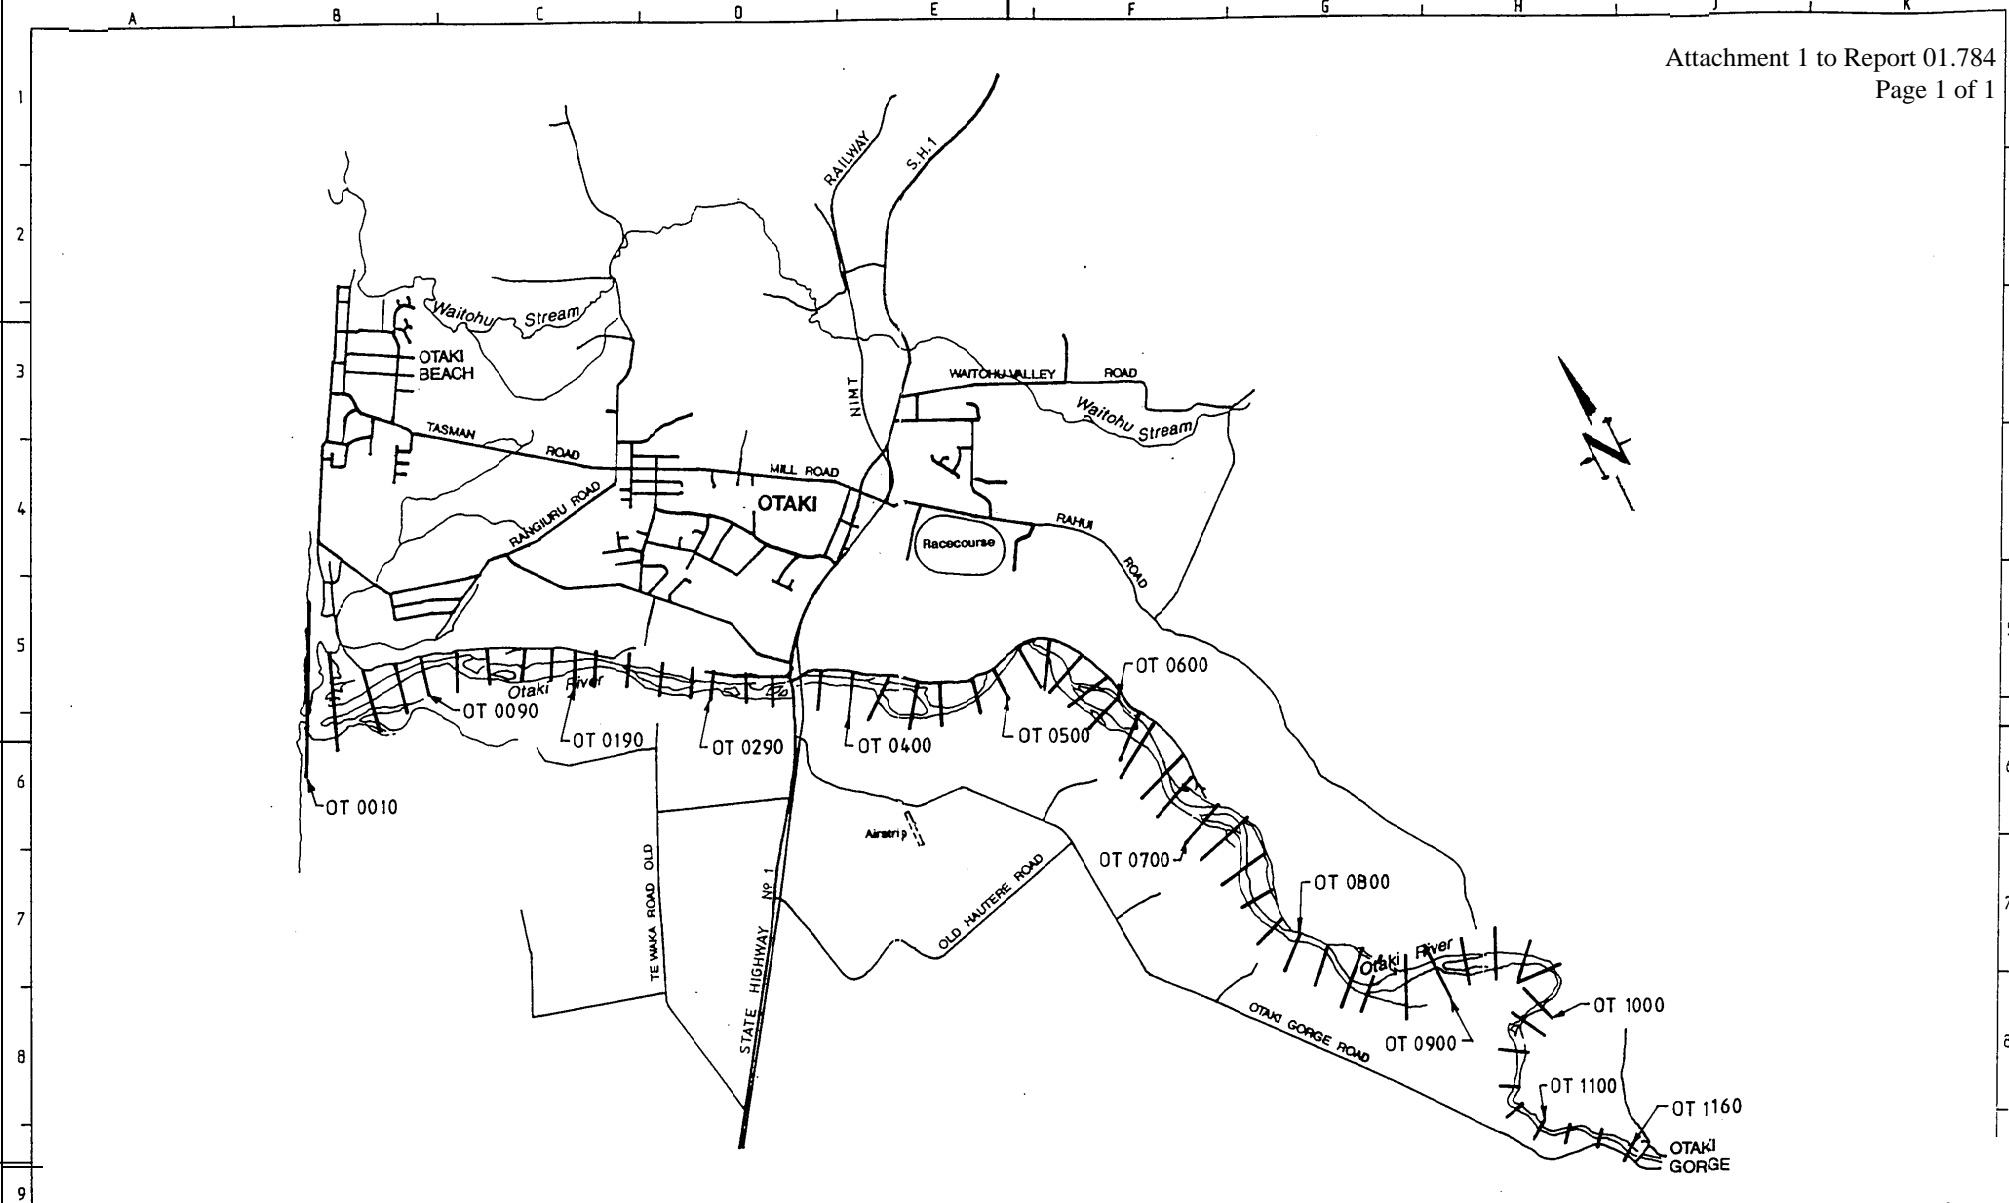 A B C D E F G H J K
Attachment 1 to Report 01.784
Page 1 of 1
1
2
3
4
5
6
7
8
9
5
6
7
8
RAILWAY
S.H.1
Waitohu Stream
OTAKI
BEACH
NIMT
WAITOHU VALLEY ROAD
Waitohu Stream
N
TASMAN ROAD
MILL ROAD
RANGIURU ROAD
OTAKI
RAHUI ROAD
Racecourse
Otaki River
OT 0010
OT 0090
OT 0190
OT 0290
OT 0400
OT 0500
OT 0600
Airstrip
OT 0700
OT 0800
TE WAKA ROAD OLD
STATE HIGHWAY Nº 1
OLD HAUTERE ROAD
Otaki River
OTAKI GORGE ROAD
OT 0900
OT 1000
OT 1100
OT 1160
OTAKI
GORGE